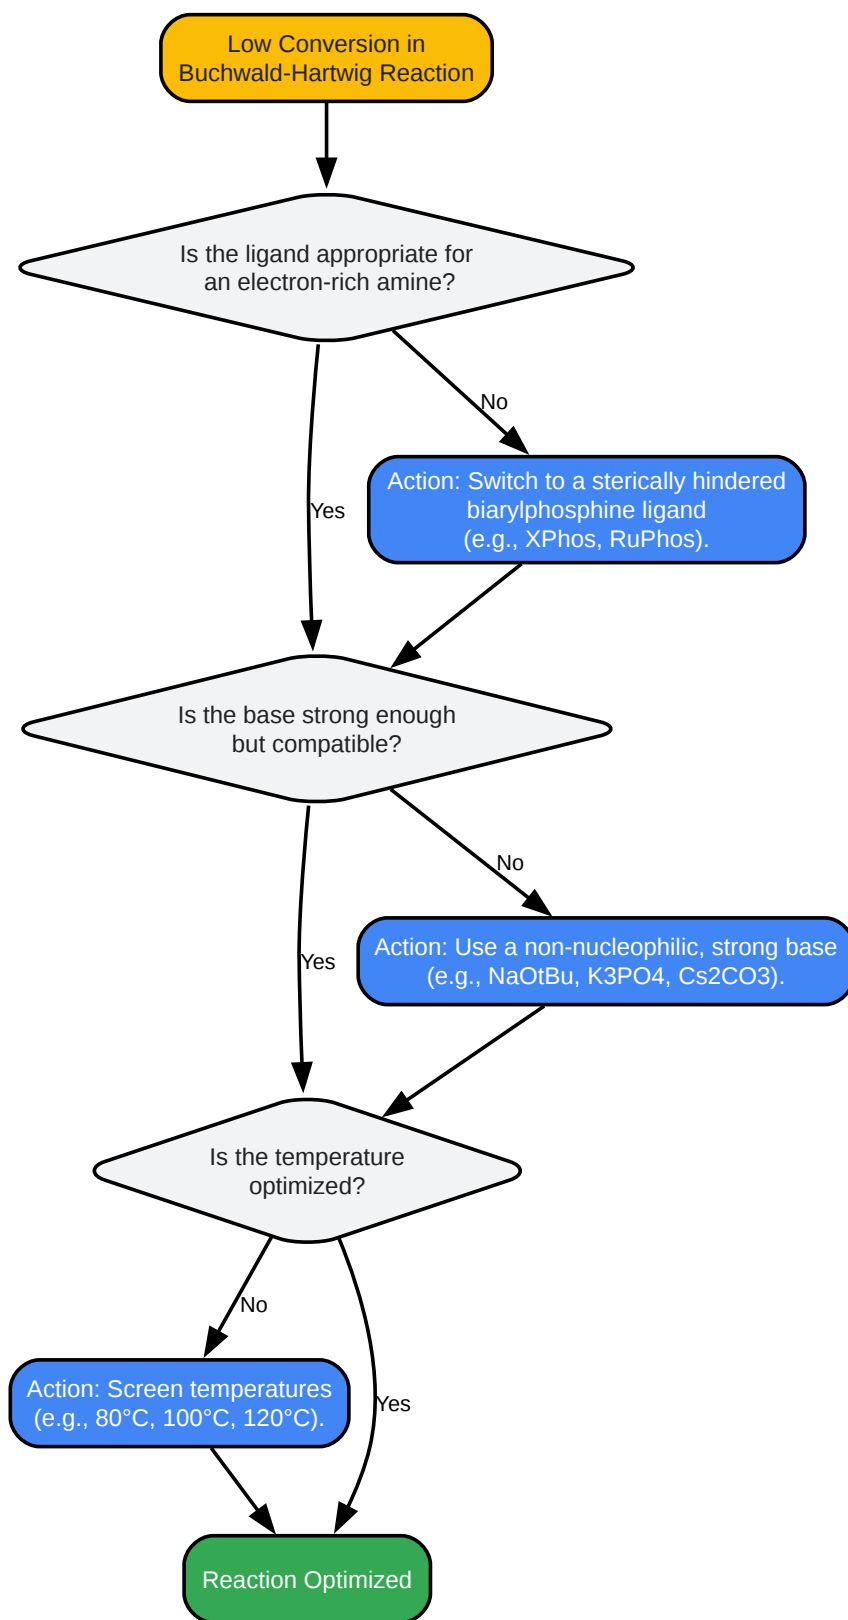 Low Conversion in
Buchwald-Hartwig Reaction
Is the ligand appropriate for
an electron-rich amine?
No
Action: Switch to a sterically hindered
biarylphosphine ligand
(e.g., XPhos, RuPhos).
Yes
Is the base strong enough
but compatible?
No
Action: Use a non-nucleophilic, strong base
(e.g., NaOtBu, K3PO4, Cs2CO3).
Yes
Is the temperature
optimized?
No
Action: Screen temperatures
(e.g., 80°C, 100°C, 120°C).
Yes
Reaction Optimized